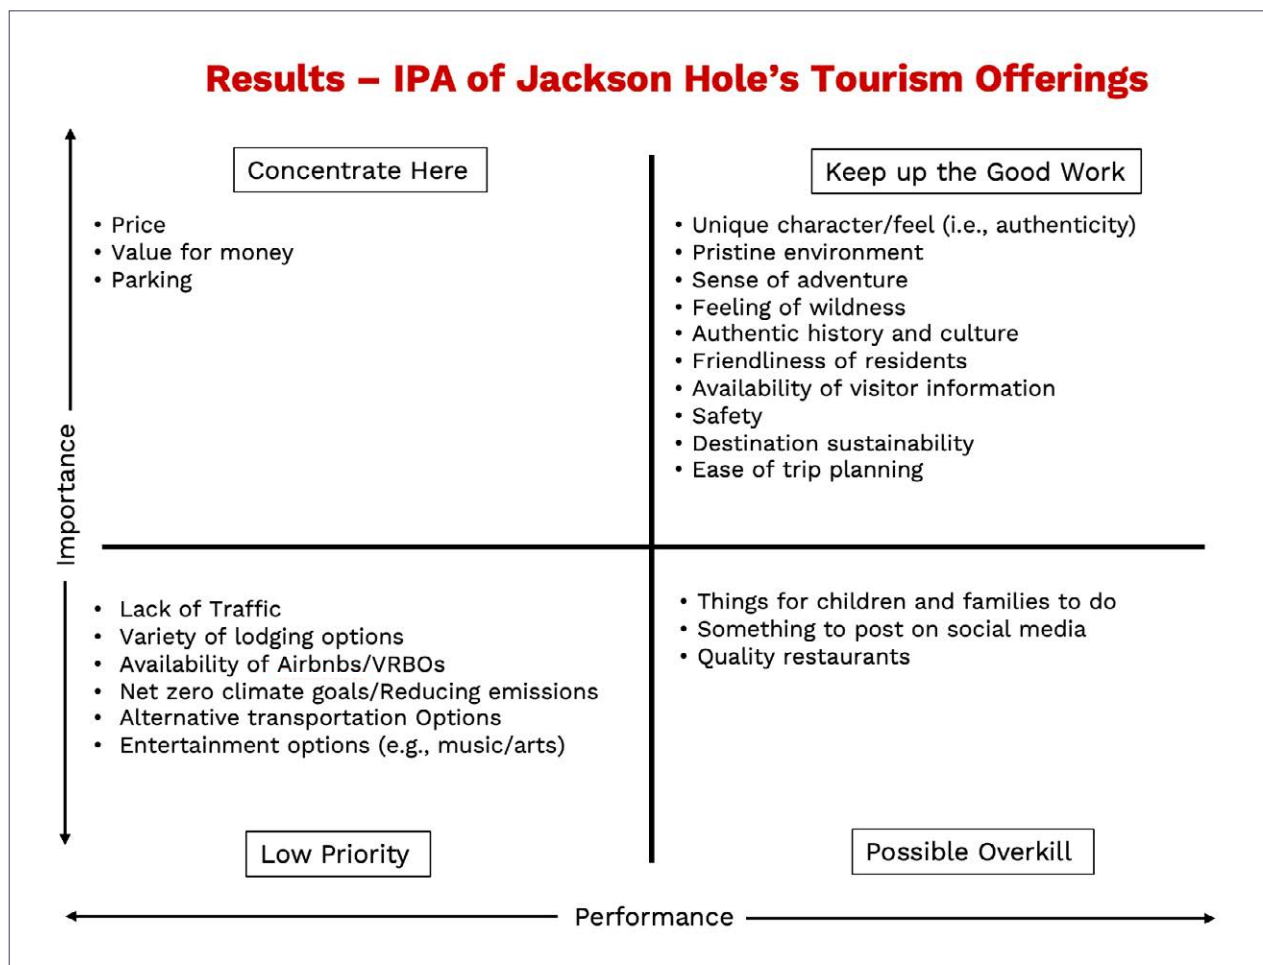 Results – IPA of Jackson Hole's Tourism Offerings
Concentrate Here
• Price
• Value for money
• Parking
Keep up the Good Work
• Unique character/feel (i.e., authenticity)
• Pristine environment
• Sense of adventure
• Feeling of wildness
• Authentic history and culture
• Friendliness of residents
• Availability of visitor information
• Safety
• Destination sustainability
• Ease of trip planning
Importance
• Lack of Traffic
• Variety of lodging options
• Availability of Airbnbs/VRBOs
• Net zero climate goals/Reducing emissions
• Alternative transportation Options
• Entertainment options (e.g., music/arts)
Low Priority
• Things for children and families to do
• Something to post on social media
• Quality restaurants
Possible Overkill
Performance